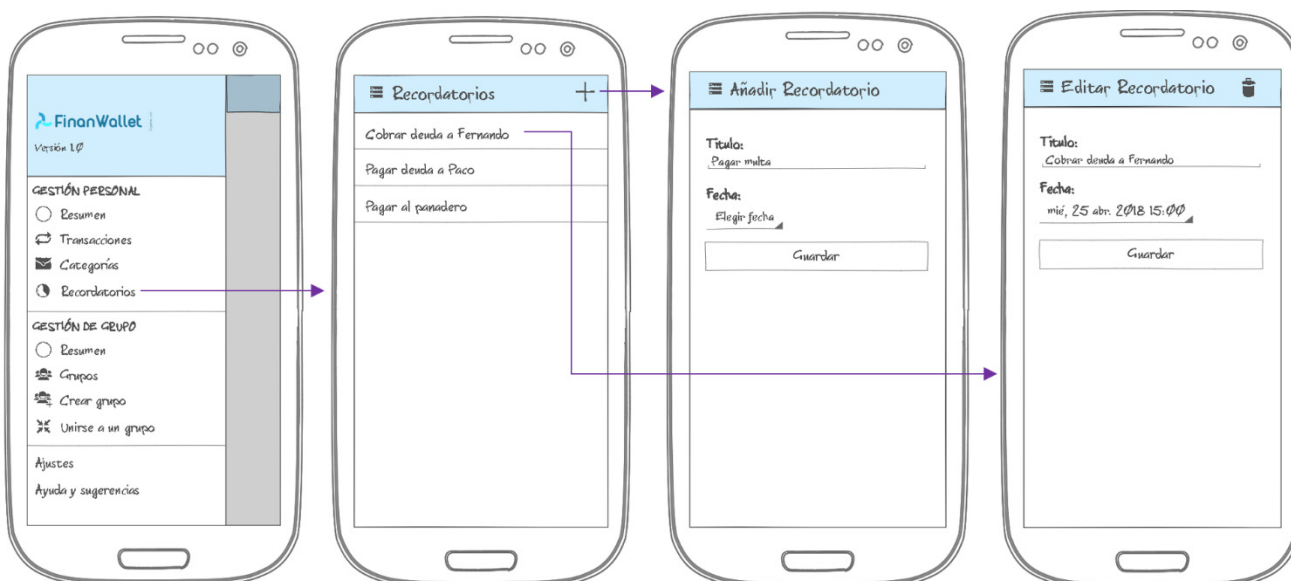 FinanWallet
Versión 1.0
GESTIÓN PERSONAL
Resumen
Transacciones
Categorías
Recordatorios
GESTIÓN DE GRUPO
Resumen
Grupos
Crear grupo
Unirse a un grupo
Ajustes
Ayuda y sugerencias
Recordatorios
Cobrar deuda a Fernando
Pagar deuda a Paco
Pagar al panadero
Añadir Recordatorio
Título:
Pagar multa
Fecha:
Elegir fecha
Guardar
Editar Recordatorio
Título:
Cobrar deuda a Fernando
Fecha:
mié, 25 abr. 2018 15:00
Guardar